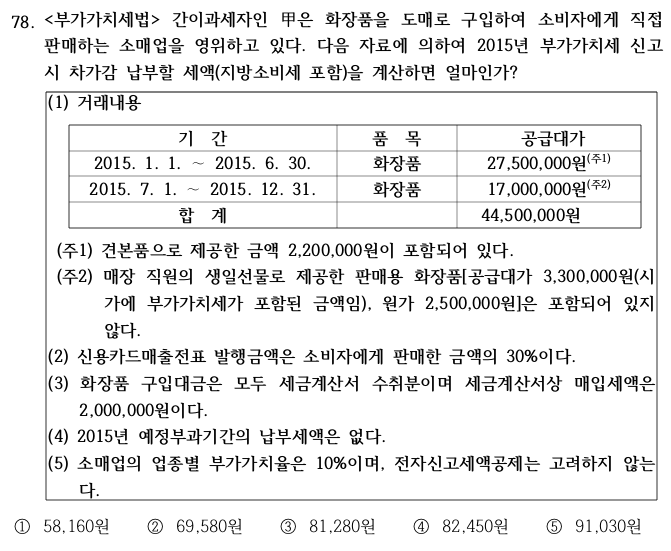 78. <부가가치세법> 간이과세자인 甲은 화장품을 도매로 구입하여 소비자에게 직접
판매하는 소매업을 영위하고 있다. 다음 자료에 의하여 2015년 부가가치세 신고
시 차가감 납부할 세액(지방소비세 포함)을 계산하면 얼마인가?
(1) 거래내용
기 간 품 목 공급대가
2015. 1. 1. ~ 2015. 6. 30. 화장품 27,500,000원(주1)
2015. 7. 1. ~ 2015. 12. 31. 화장품 17,000,000원(주2)
합 계 44,500,000원
(주1) 견본품으로 제공한 금액 2,200,000원이 포함되어 있다.
(주2) 매장 직원의 생일선물로 제공한 판매용 화장품[공급대가 3,300,000원(시
가에 부가가치세가 포함된 금액임), 원가 2,500,000원]은 포함되어 있지
않다.
(2) 신용카드매출전표 발행금액은 소비자에게 판매한 금액의 30%이다.
(3) 화장품 구입대금은 모두 세금계산서 수취분이며 세금계산서상 매입세액은
2,000,000원이다.
(4) 2015년 예정부과기간의 납부세액은 없다.
(5) 소매업의 업종별 부가가치율은 10%이며, 전자신고세액공제는 고려하지 않는
다.
① 58,160원 ② 69,580원 ③ 81,280원 ④ 82,450원 ⑤ 91,030원